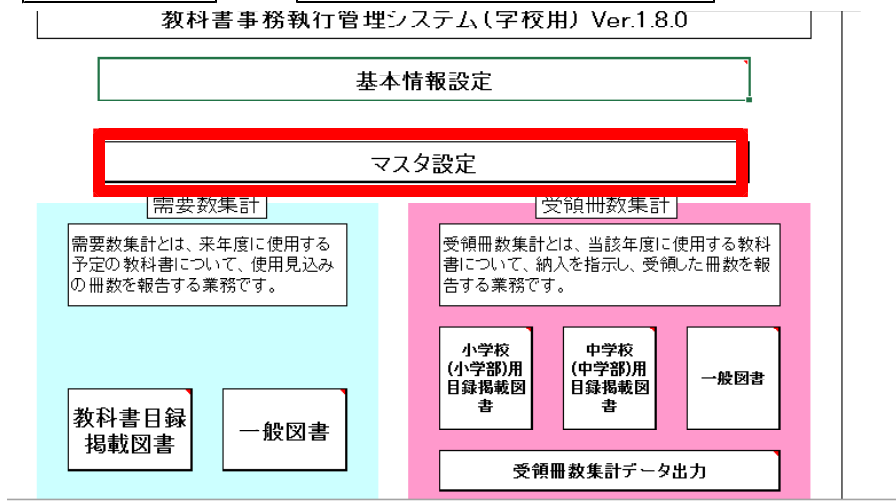 教科書事務執行管理システム(学校用) Ver.1.8.0
基本情報設定
マスタ設定
需要数集計
需要数集計とは、来年度に使用する
予定の教科書について、使用見込み
の冊数を報告する業務です。
教科書目録
掲載図書
一般図書
受領冊数集計
受領冊数集計とは、当該年度に使用する教科
書について、納入を指示し、受領した冊数を報
告する業務です。
小学校
(小学部)用
目録掲載図
書
中学校
(中学部)用
目録掲載図
書
一般図書
受領冊数集計データ出力